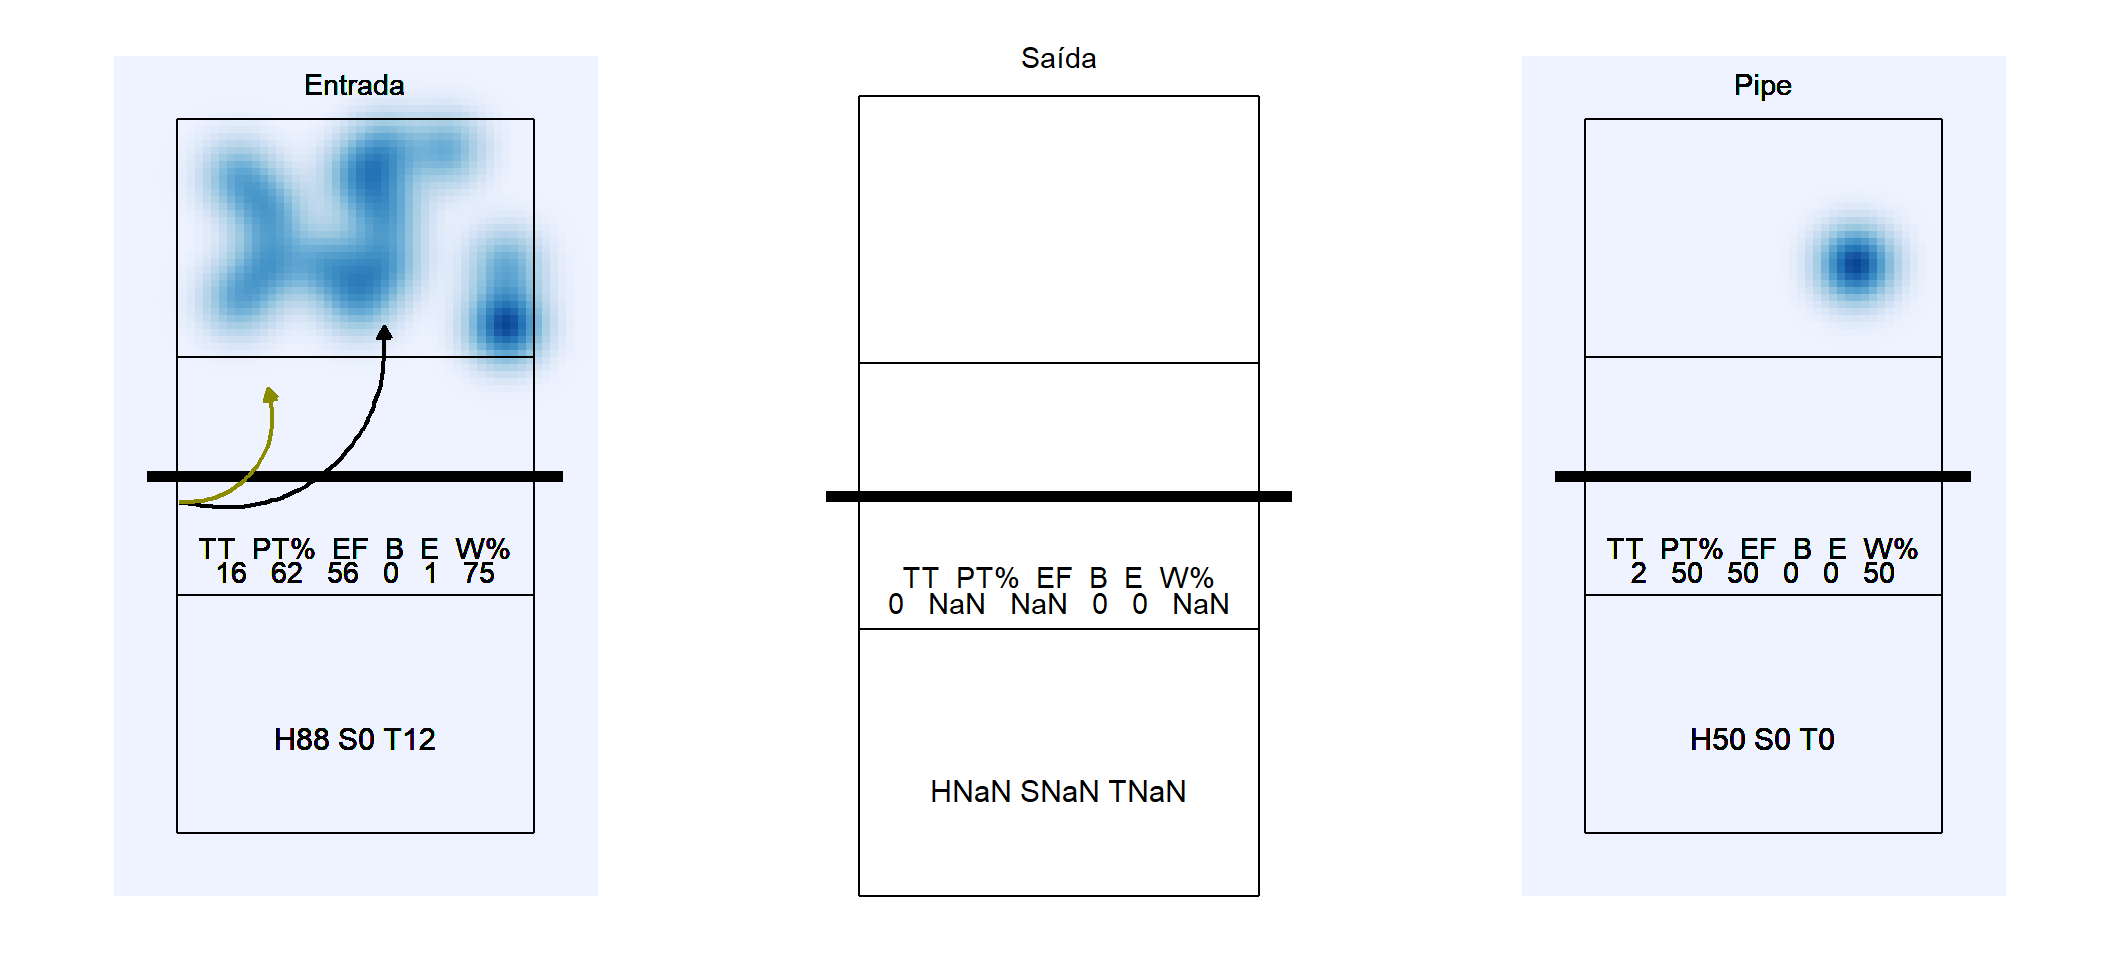 Entrada
TT PT% EF B E W%
16 62 56 0 1 75
H88 S0 T12
Saída
TT PT% EF B E W%
0 NaN NaN 0 0 NaN
HNaN SNaN TNaN
Pipe
TT PT% EF B E W%
2 50 50 0 0 50
H50 S0 T0